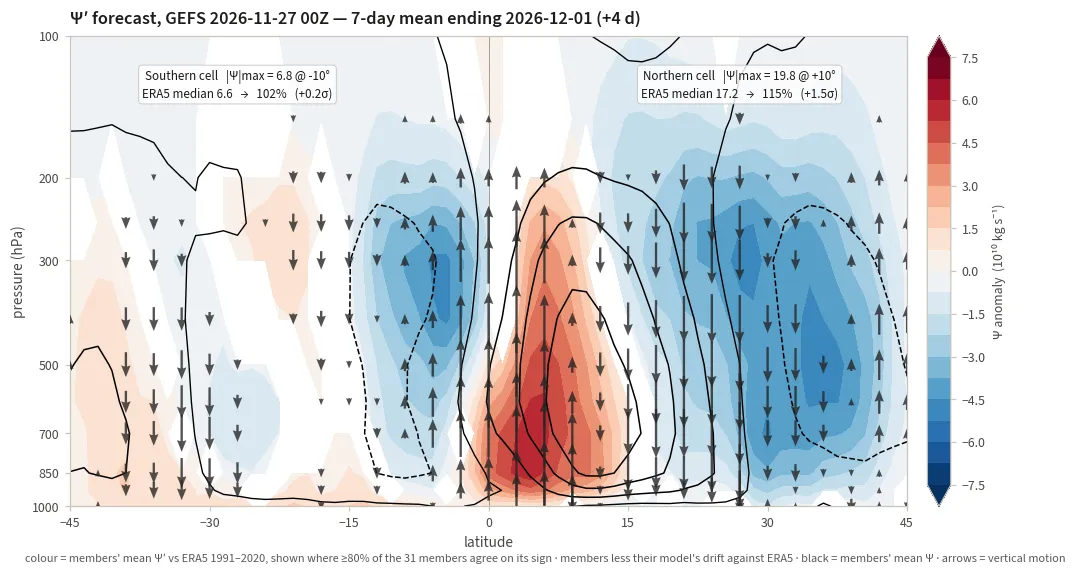 Ψ′ forecast, GEFS 2026-11-27 00Z — 7-day mean ending 2026-12-01 (+4 d)
Southern cell |Ψ|max = 6.8 @ -10°
ERA5 median 6.6 → 102% (+0.2σ)
Northern cell |Ψ|max = 19.8 @ +10°
ERA5 median 17.2 → 115% (+1.5σ)
pressure (hPa)
100
200
300
400
500
700
850
1000
−45
−30
−15
0
15
30
45
latitude
7.5
6.0
4.5
3.0
1.5
0.0
−1.5
−3.0
−4.5
−6.0
−7.5
Ψ anomaly (10¹⁰ kg s⁻¹)
colour = members' mean Ψ′ vs ERA5 1991–2020, shown where ≥80% of the 31 members agree on its sign · members less their model's drift against ERA5 · black = members' mean Ψ · arrows = vertical motion